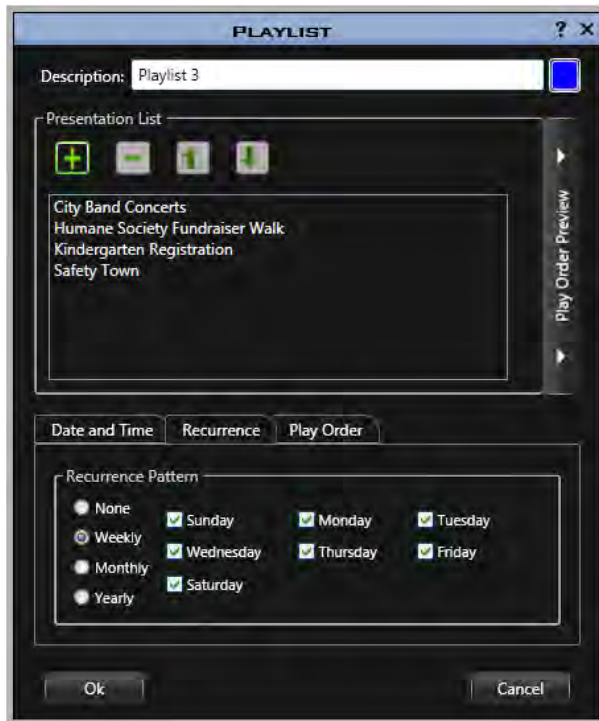 PLAYLIST ? ×
Description: Playlist 3
Presentation List
City Band Concerts
Humane Society Fundraiser Walk
Kindergarten Registration
Safety Town
Play Order Preview
Date and Time Recurrence Play Order
Recurrence Pattern
None
Weekly
Monthly
Yearly
Sunday Monday Tuesday
Wednesday Thursday Friday
Saturday
Ok Cancel